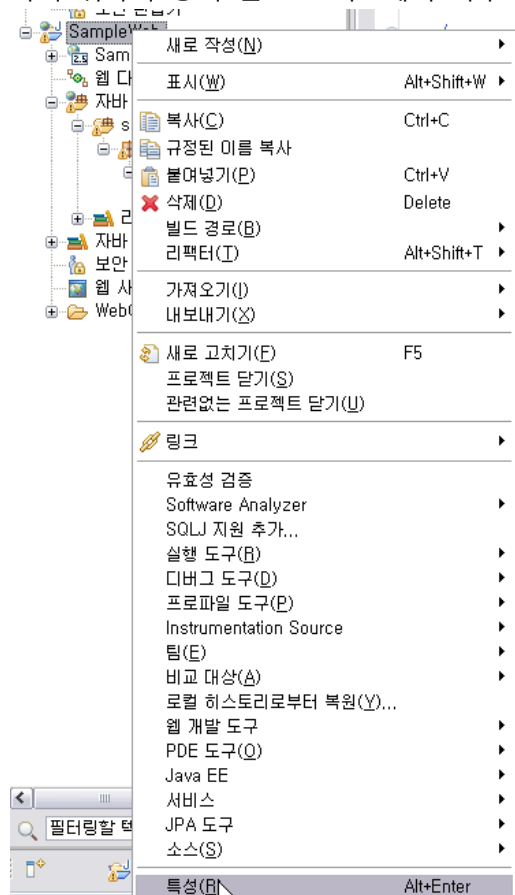 SampleWeb
Sam
웹 다
자바
s
리
자바
보안
웹 사
Web
새로 작성(N)
표시(W) Alt+Shift+W
복사(C) Ctrl+C
규정된 이름 복사
붙여넣기(P) Ctrl+V
삭제(D) Delete
빌드 경로(B)
리팩터(T) Alt+Shift+T
가져오기(I)
내보내기(X)
새로 고치기(F) F5
프로젝트 닫기(S)
관련없는 프로젝트 닫기(U)
링크
유효성 검증
Software Analyzer
SQLJ 지원 추가...
실행 도구(R)
디버그 도구(D)
프로파일 도구(P)
Instrumentation Source
팀(E)
비교 대상(A)
로컬 히스토리로부터 복원(Y)...
웹 개발 도구
PDE 도구(O)
Java EE
서비스
JPA 도구
소스(S)
특성(R) Alt+Enter
필터링할 텍